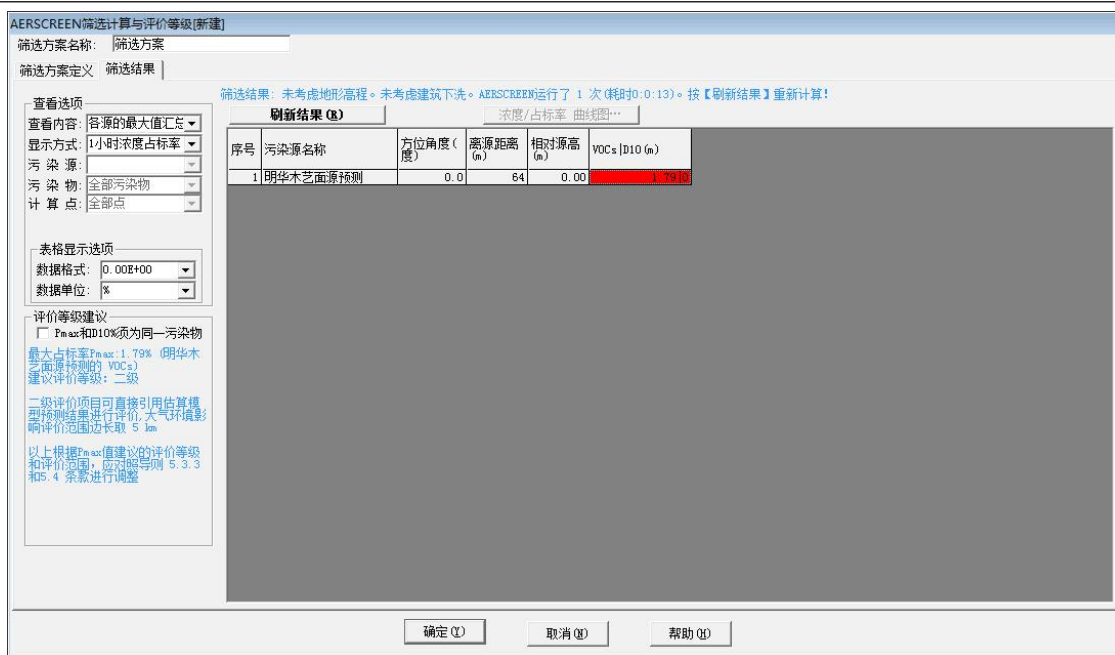 AERSCREEN筛选计算与评价等级[新建]
筛选方案名称: 筛选方案
筛选方案定义 筛选结果
筛选结果: 未考虑地形高程。未考虑建筑下洗。AERSCREEN运行了 1 次(耗时0:0:13)。按【刷新结果】重新计算!
查看选项
查看内容: 各源的最大值汇总
显示方式: 1小时浓度占标率
污 染 源:
污 染 物: 全部污染物
计 算 点: 全部点
刷新结果(R) 浓度/占标率 曲线图…
序号 污染源名称 方位角度(度) 离源距离(m) 相对源高(m) VOCs|D10(m)
1 明华木艺面源预测 0.0 64 0.00 1.79|0
表格显示选项
数据格式: 0.00E+00
数据单位: %
评价等级建议
Pmax和D10%须为同一污染物
最大占标率Pmax:1.79% (明华木
艺面源预测的 VOCs)
建议评价等级: 二级
二级评价项目可直接引用估算模
型预测结果进行评价,大气环境影
响评价范围边长取 5 km
以上根据Pmax值建议的评价等级
和评价范围,应对照导则 5.3.3
和5.4 条款进行调整
确定(Y) 取消(N) 帮助(H)